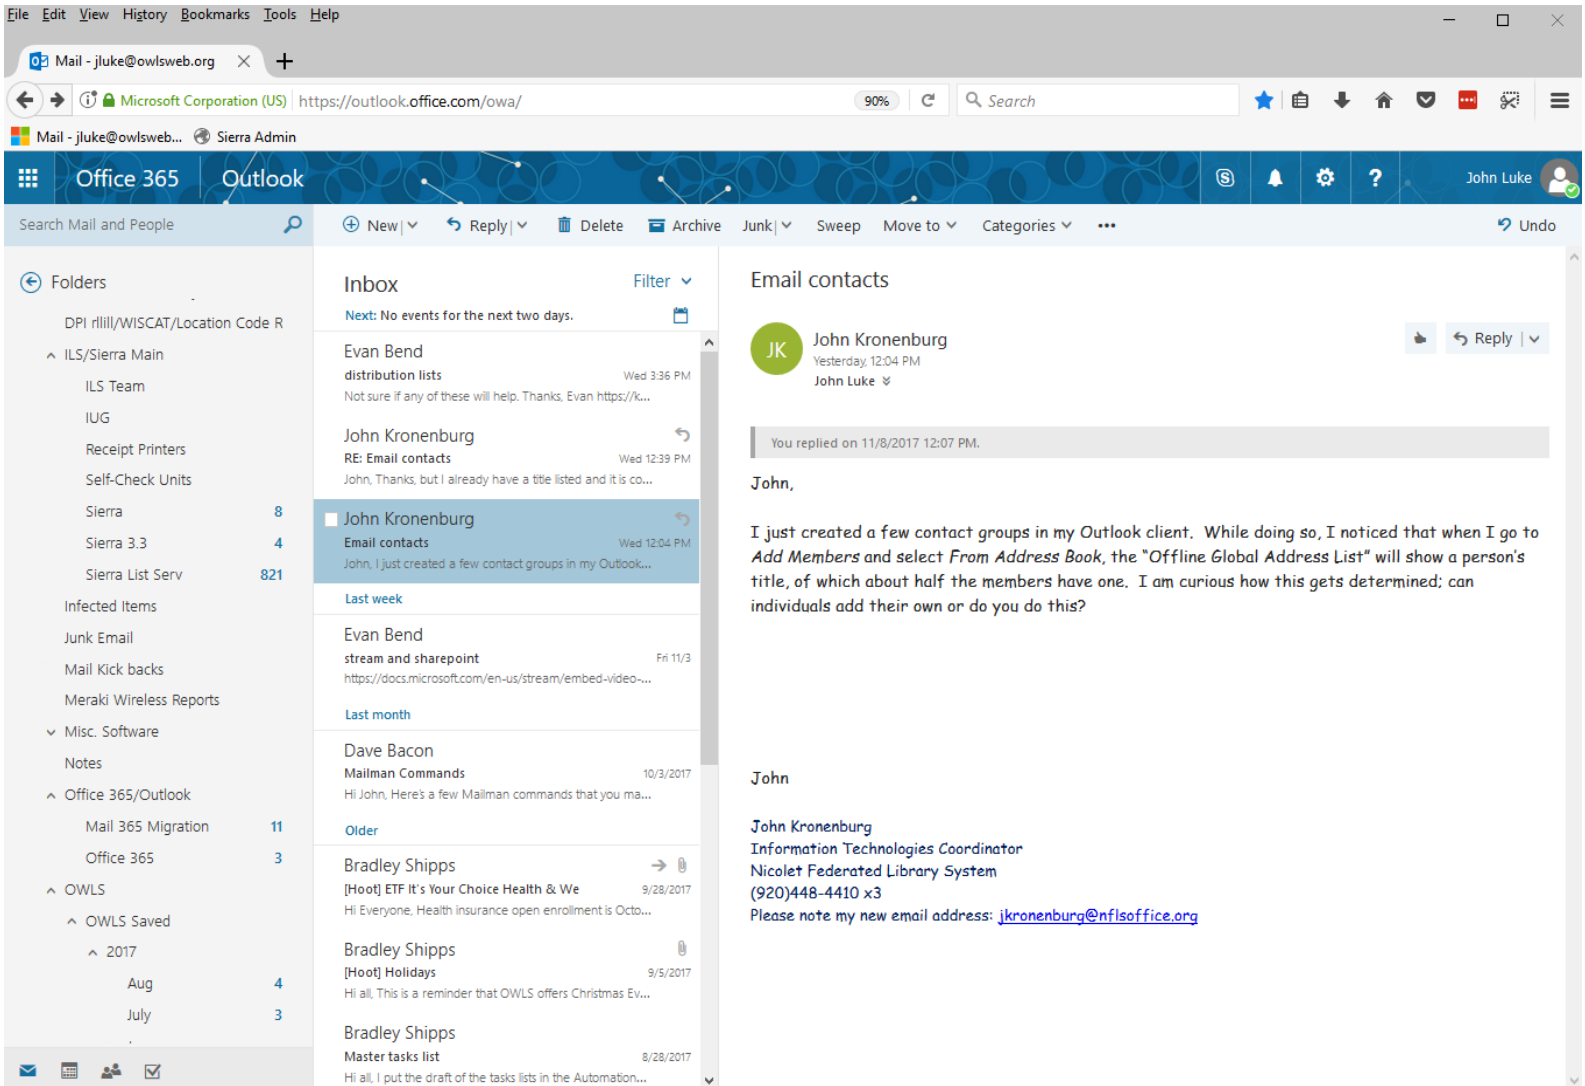 File Edit View History Bookmarks Tools Help
Mail - jluke@owlsweb.org
Microsoft Corporation (US) https://outlook.office.com/owa/ 90% Search
Mail - jluke@owlsweb... Sierra Admin
Office 365 Outlook John Luke
Search Mail and People New Reply Delete Archive Junk Sweep Move to Categories ••• Undo
Folders
DPI rllill/WISCAT/Location Code R
ILS/Sierra Main
ILS Team
IUG
Receipt Printers
Self-Check Units
Sierra 8
Sierra 3.3 4
Sierra List Serv 821
Infected Items
Junk Email
Mail Kick backs
Meraki Wireless Reports
Misc. Software
Notes
Office 365/Outlook
Mail 365 Migration 11
Office 365 3
OWLS
OWLS Saved
2017
Aug 4
July 3
Inbox Filter
Next: No events for the next two days.
Evan Bend
distribution lists Wed 3:36 PM
Not sure if any of these will help. Thanks, Evan https://k...
John Kronenburg
RE: Email contacts Wed 12:39 PM
John, Thanks, but I already have a title listed and it is co...
John Kronenburg
Email contacts Wed 12:04 PM
John, I just created a few contact groups in my Outlook...
Last week
Evan Bend
stream and sharepoint Fri 11/3
https://docs.microsoft.com/en-us/stream/embed-video-...
Last month
Dave Bacon
Mailman Commands 10/3/2017
Hi John, Here's a few Mailman commands that you ma...
Older
Bradley Shipps
[Hoot] ETF It's Your Choice Health & We 9/28/2017
Hi Everyone, Health insurance open enrollment is Octo...
Bradley Shipps
[Hoot] Holidays 9/5/2017
Hi all, This is a reminder that OWLS offers Christmas Ev...
Bradley Shipps
Master tasks list 8/28/2017
Hi all, I put the draft of the tasks lists in the Automation...
Email contacts
JK
John Kronenburg
Reply
Yesterday, 12:04 PM
John Luke
You replied on 11/8/2017 12:07 PM.
John,
I just created a few contact groups in my Outlook client. While doing so, I noticed that when I go to
Add Members and select From Address Book, the “Offline Global Address List” will show a person’s
title, of which about half the members have one. I am curious how this gets determined; can
individuals add their own or do you do this?
John
John Kronenburg
Information Technologies Coordinator
Nicolet Federated Library System
(920)448-4410 x3
Please note my new email address: jkronenburg@nflsoffice.org